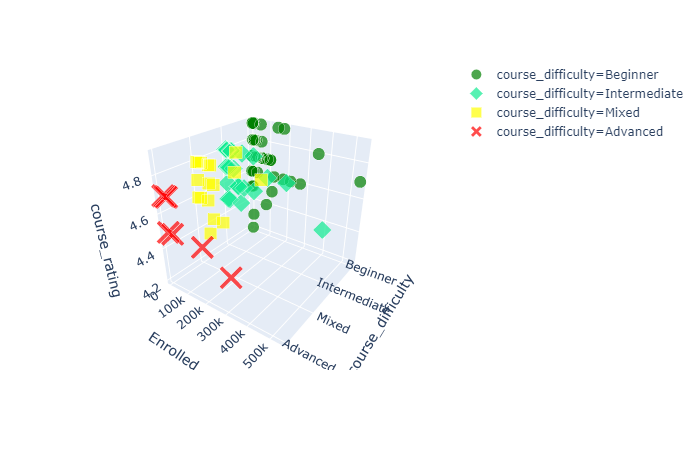 course_difficulty=Beginner
course_difficulty=Intermediate
course_difficulty=Mixed
course_difficulty=Advanced
4.8
4.6
4.4
4.2
course_rating
0
100k
200k
300k
400k
500k
Enrolled
Beginner
Intermediate
Mixed
Advanced
course_difficulty